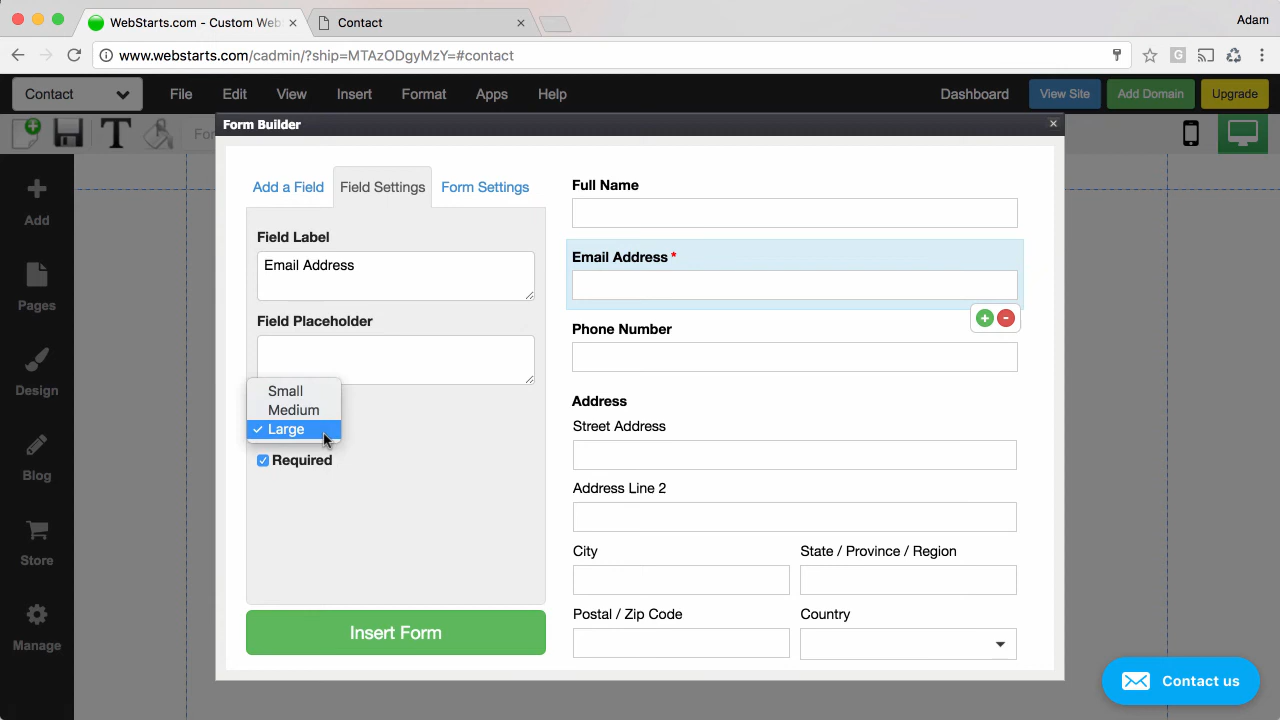 WebStarts.com - Custom Web
Contact
Adam
www.webstarts.com/cadmin/?ship=MTAzODgyMzY=#contact
Contact
File
Edit
View
Insert
Format
Apps
Help
Dashboard
View Site
Add Domain
Upgrade
Form Builder
Add
Pages
Design
Blog
Store
Manage
Add a Field
Field Settings
Form Settings
Field Label
Email Address
Field Placeholder
Small
Medium
✓ Large
Required
Insert Form
Full Name
Email Address *
Phone Number
Address
Street Address
Address Line 2
City
State / Province / Region
Postal / Zip Code
Country
Contact us